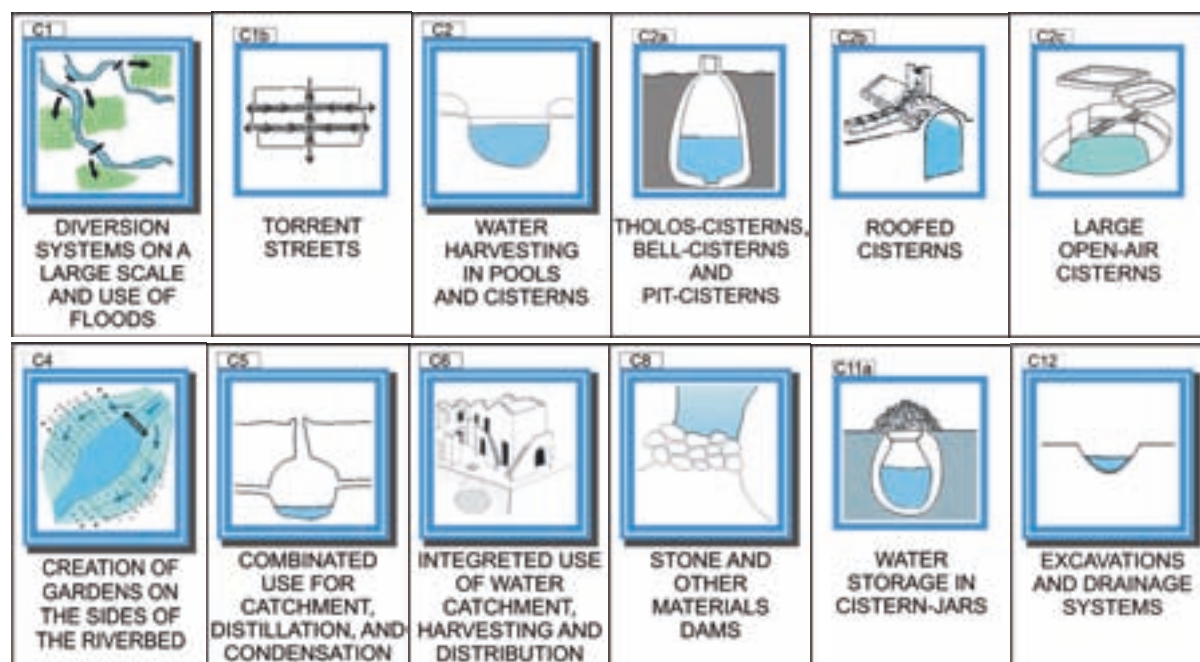 C1
DIVERSION
SYSTEMS ON A
LARGE SCALE
AND USE OF
FLOODS
C1b
TORRENT
STREETS
C2
WATER
HARVESTING
IN POOLS
AND CISTERNS
C2a
THOLOS-CISTERNS,
BELL-CISTERNS
AND
PIT-CISTERNS
C2b
ROOFED
CISTERNS
C2c
LARGE
OPEN-AIR
CISTERNS
C4
CREATION OF
GARDENS ON
THE SIDES OF
THE RIVERBED
C5
COMBINATED
USE FOR
CATCHMENT,
DISTILLATION, AND
CONDENSATION
C6
INTEGRETED USE
OF WATER
CATCHMENT,
HARVESTING AND
DISTRIBUTION
C8
STONE AND
OTHER
MATERIALS
DAMS
C11a
WATER
STORAGE IN
CISTERN-JARS
C12
EXCAVATIONS
AND DRAINAGE
SYSTEMS